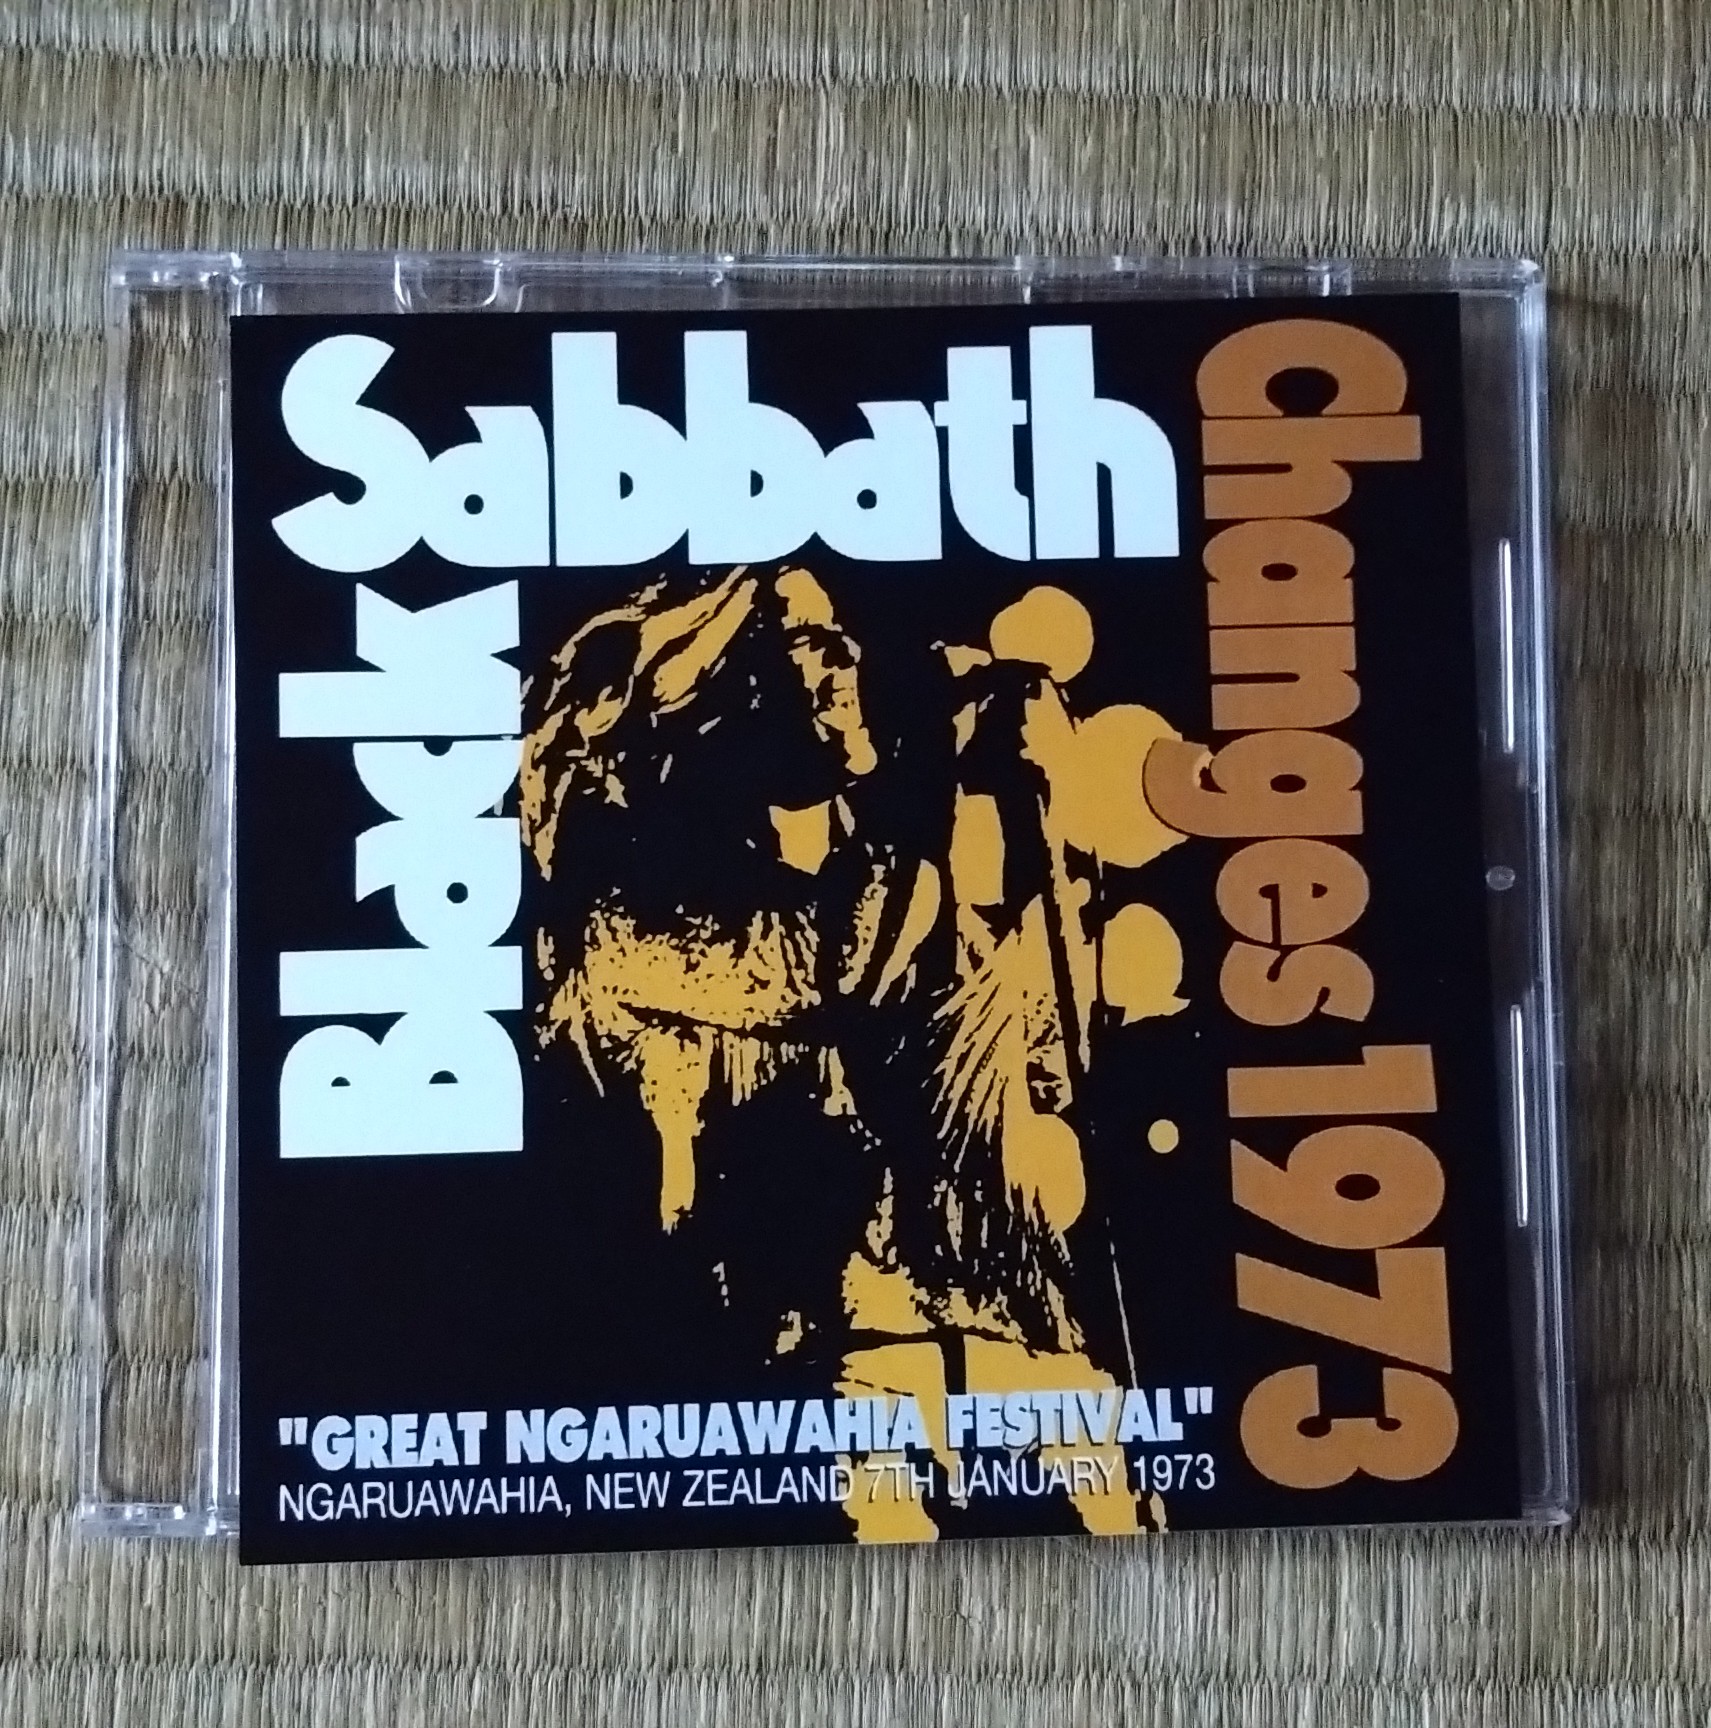 Black
Sabbath
Changes 1973
"GREAT NGARUAWAHIA FESTIVAL"
NGARUAWAHIA, NEW ZEALAND 7TH JANUARY 1973